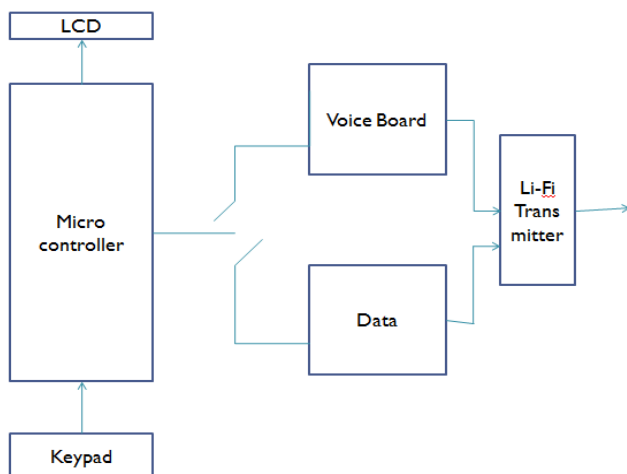 LCD
Micro
controller
Keypad
Voice Board
Data
Li-Fi
Trans
mitter